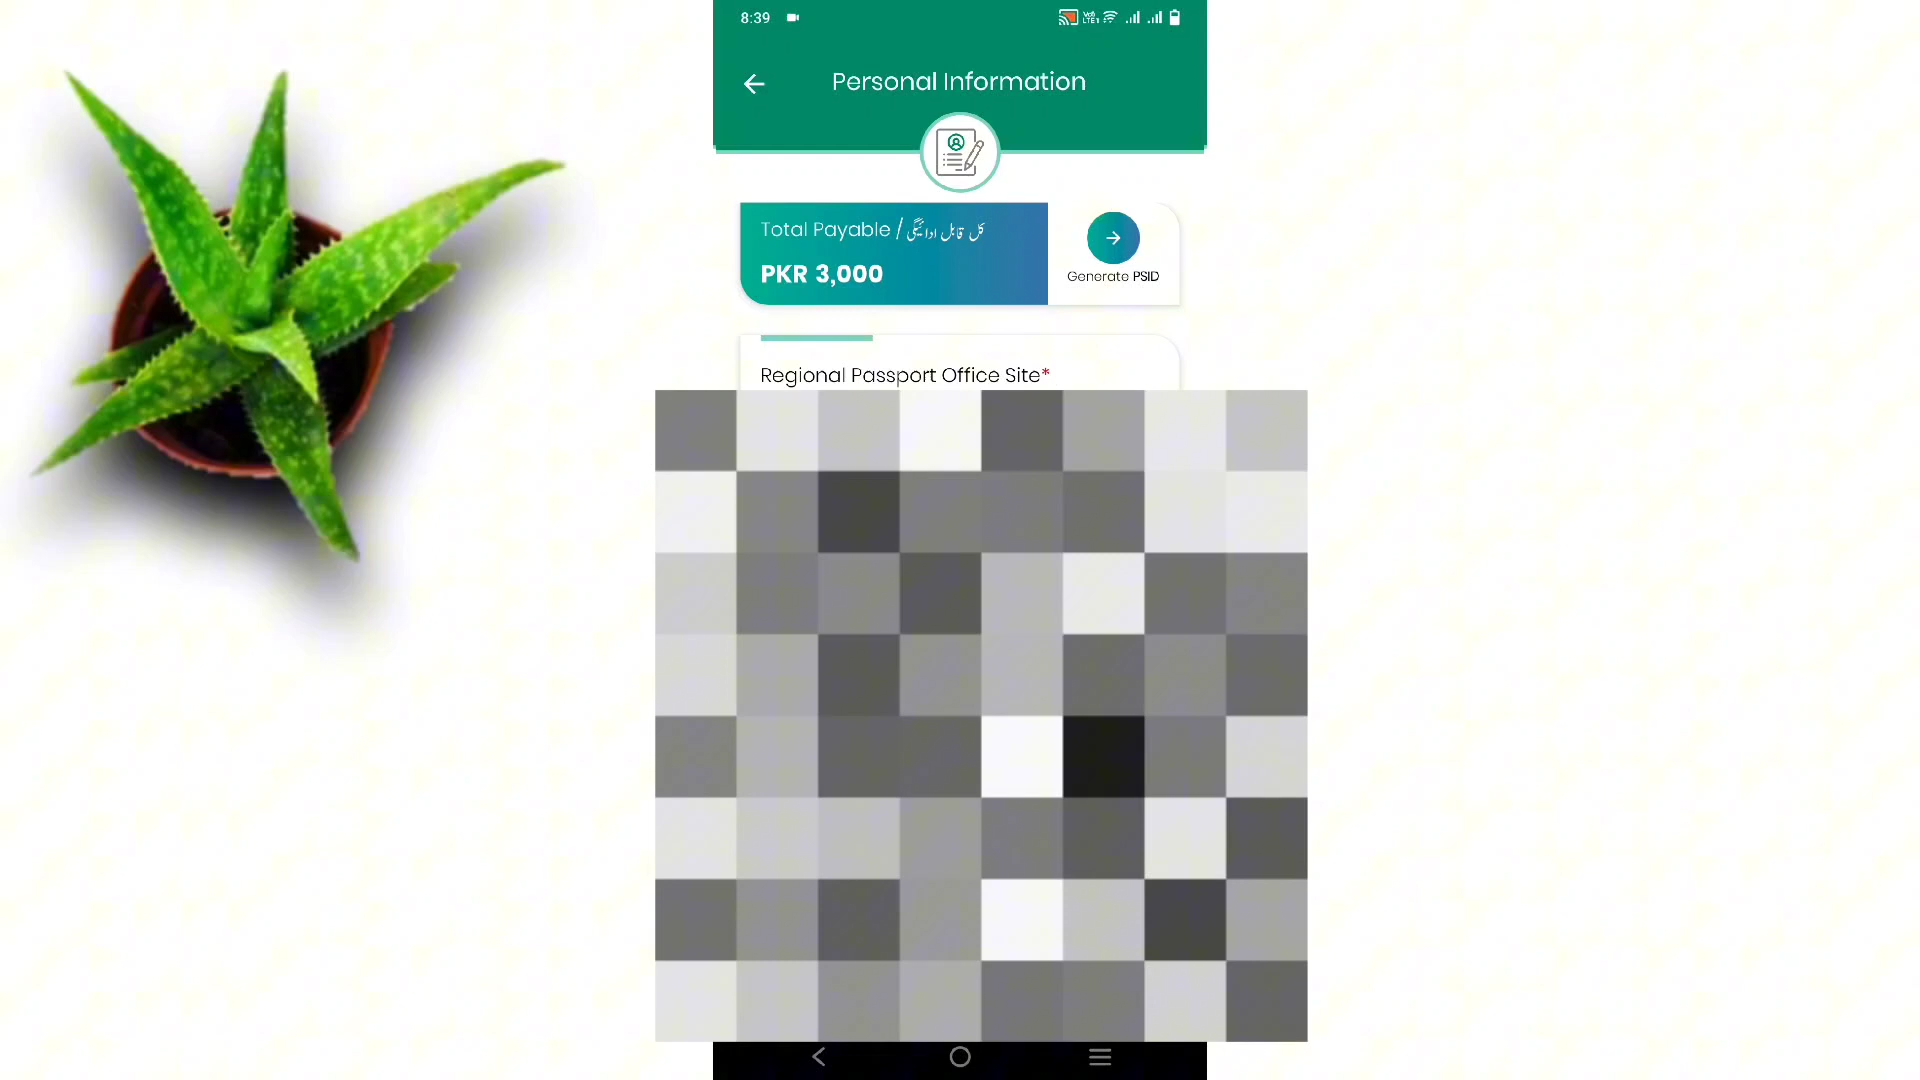 8:39
Personal Information
Total Payable / کل قابل ادائیگی
PKR 3,000
Generate PSID
Regional Passport Office Site*